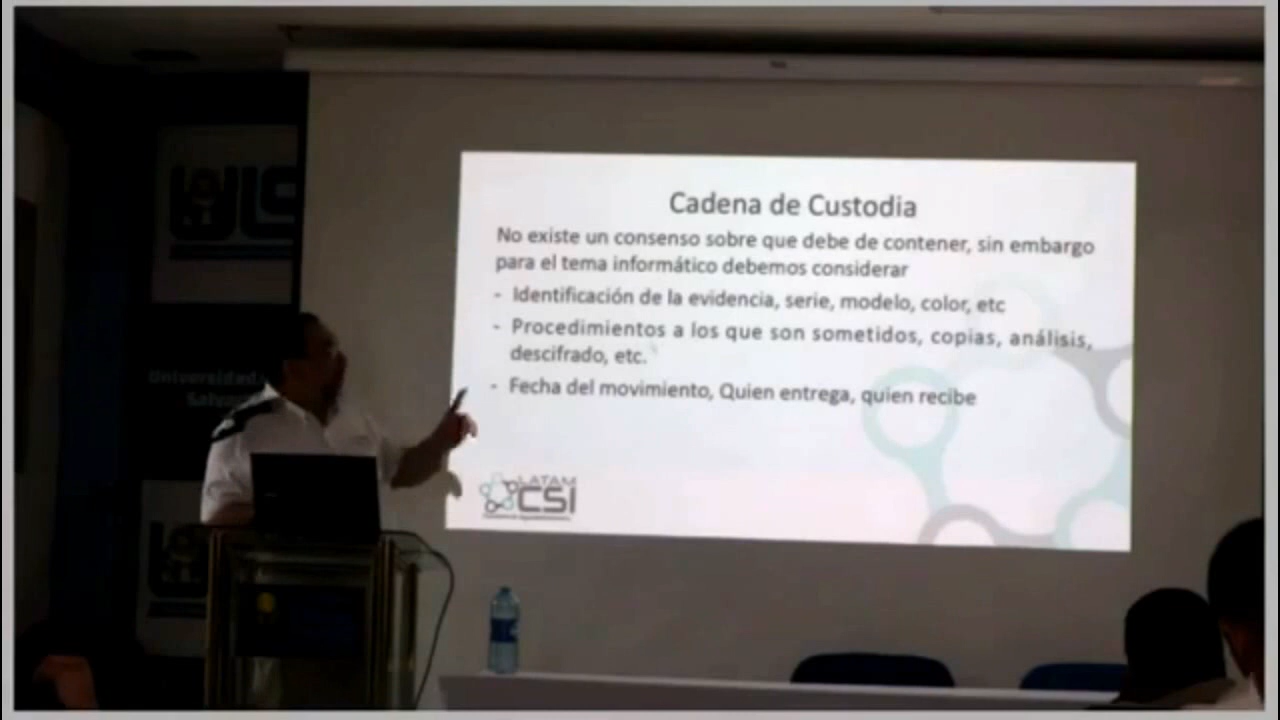 Cadena de Custodia
No existe un consenso sobre que debe de contener, sin embargo
para el tema informático debemos considerar
- Identificación de la evidencia, serie, modelo, color, etc
- Procedimientos a los que son sometidos, copias, análisis,
descifrado, etc.
- Fecha del movimiento, Quien entrega, quien recibe
LATAM
CSI
Universidad